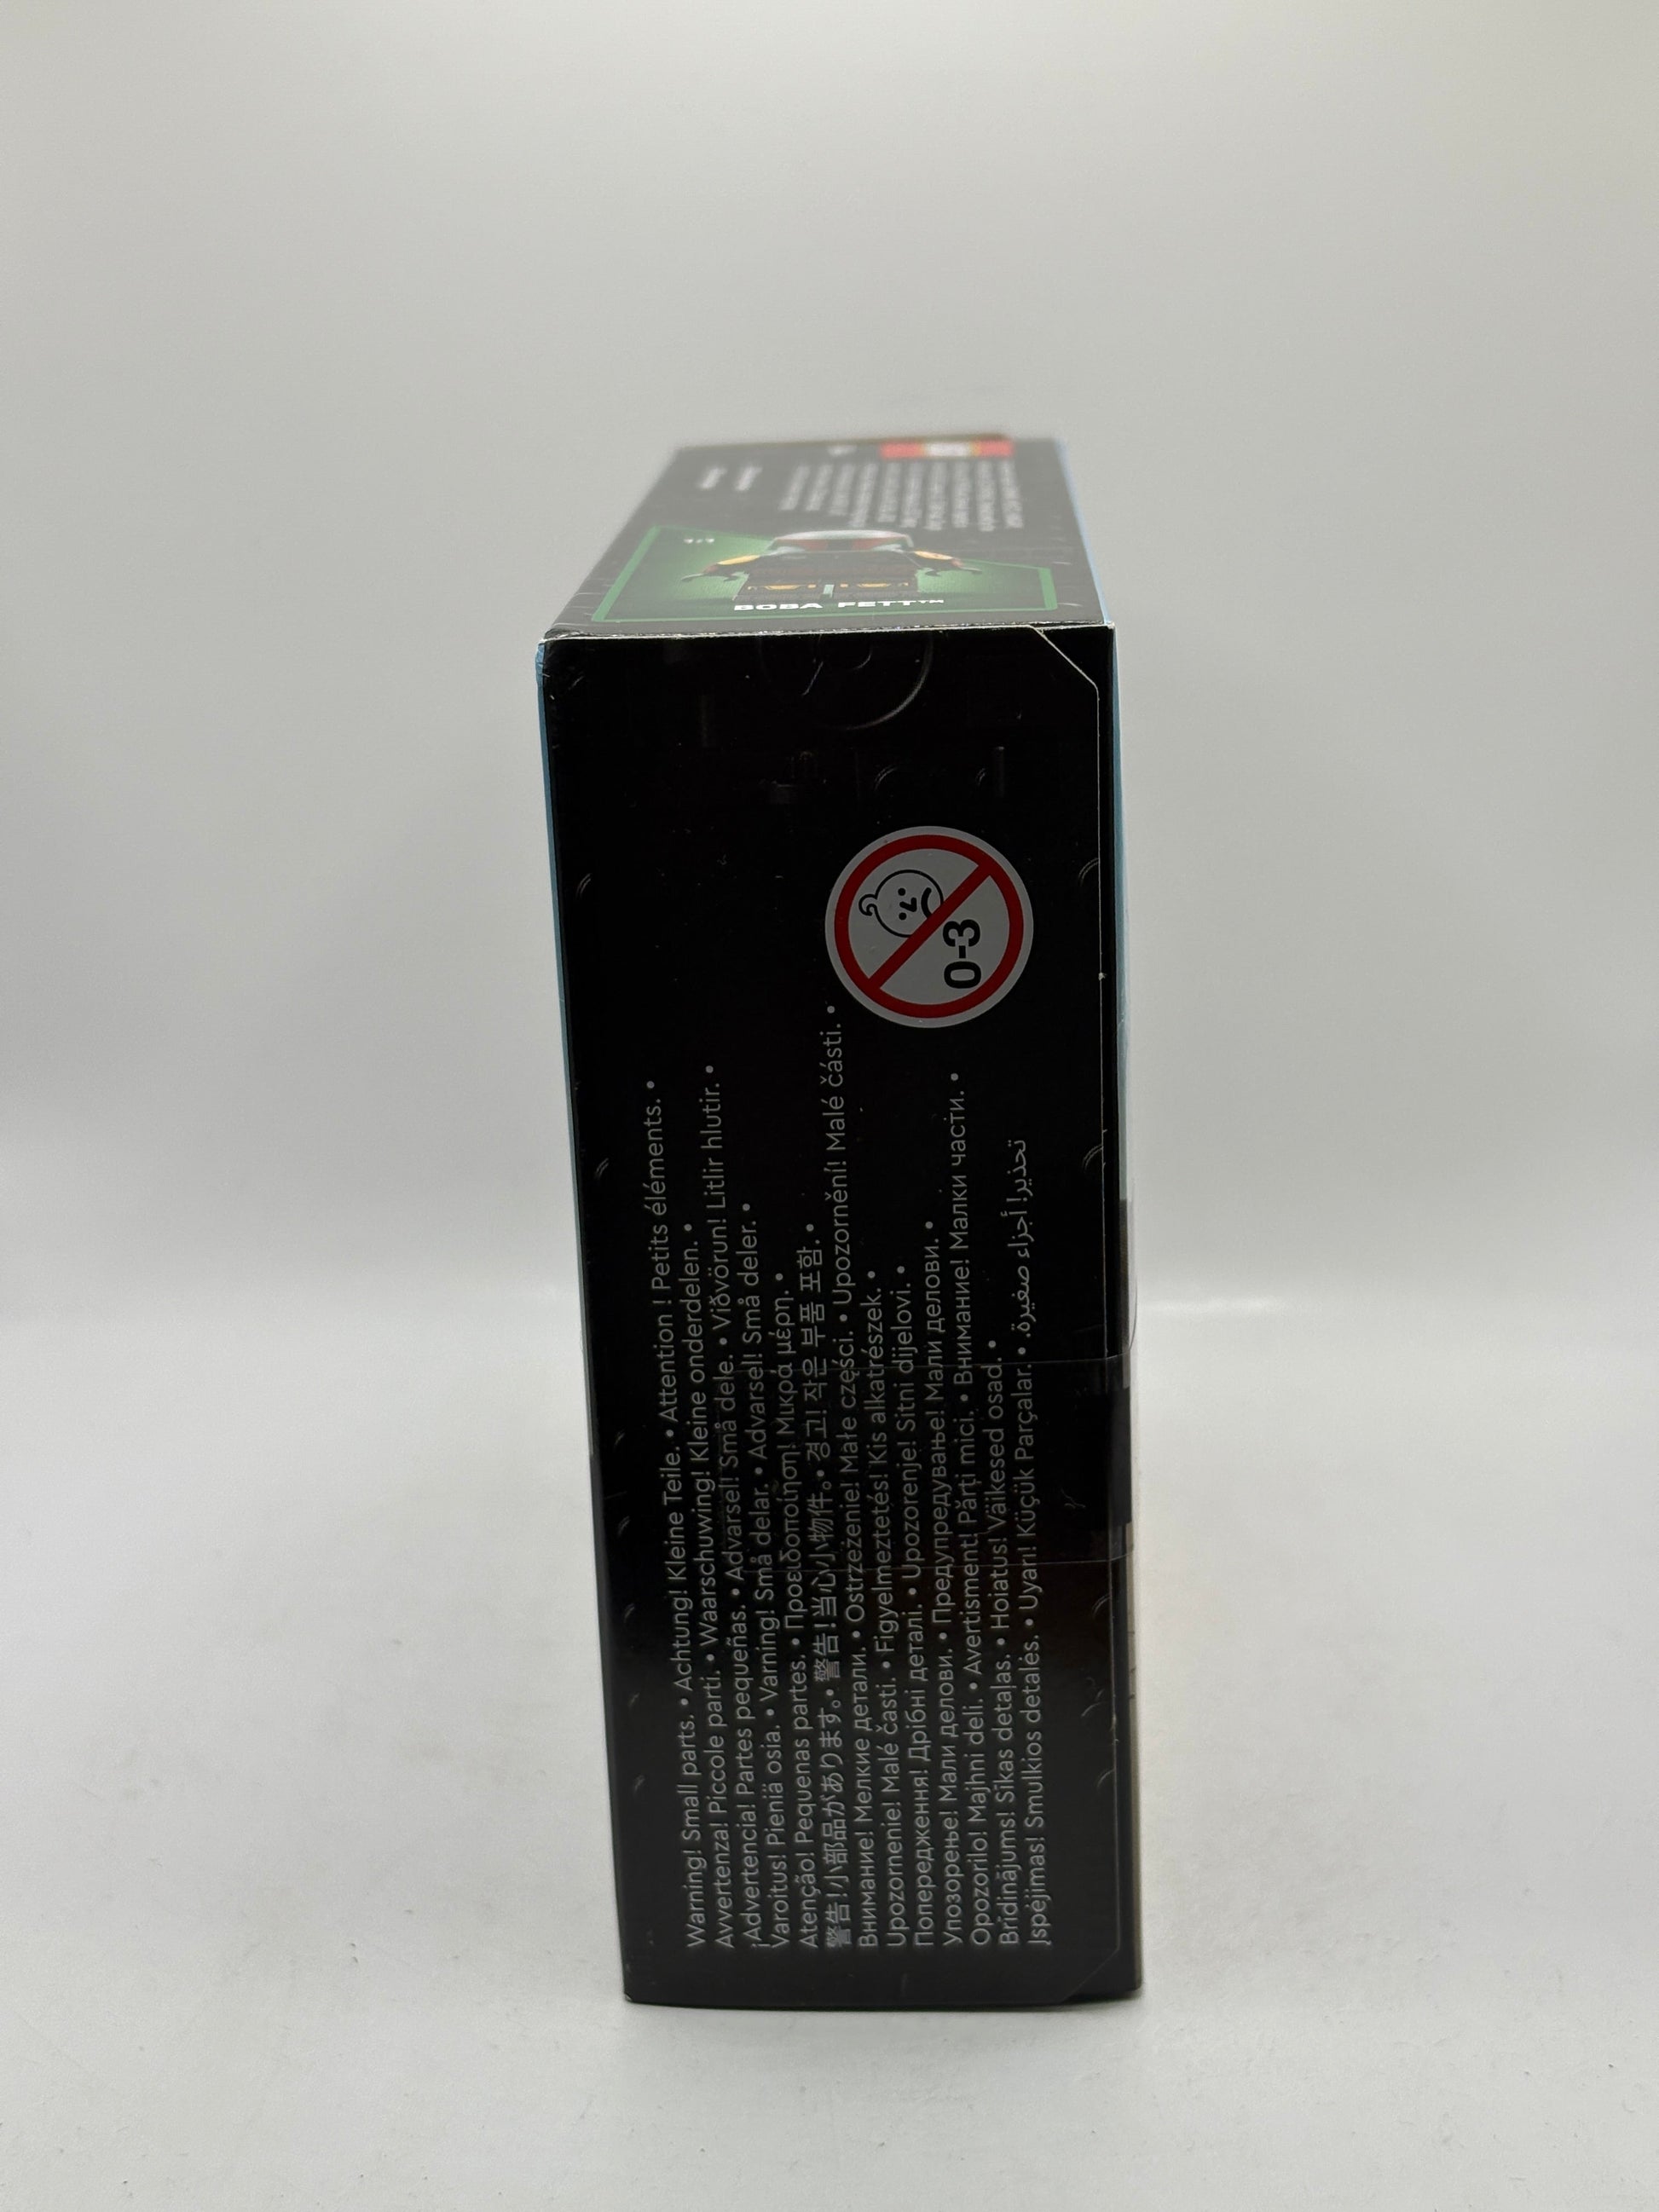 BOBA FETT™
0-3
Warning! Small parts. • Achtung! Kleine Teile. • Attention ! Petits éléments. •
Avvertenza! Piccole parti. • Waarschuwing! Kleine onderdelen. •
¡Advertencia! Partes pequeñas. • Advarsel! Små dele. • Viðvörun! Litlir hlutir. •
Varoitus! Pieniä osia. • Varning! Små delar. • Advarsel! Små deler. •
Atenção! Pequenas partes. • Προειδοποίηση! Μικρά μέρη. •
警告!小部品があります。• 警告!当心小物件。• 경고! 작은 부품 포함. •
Внимание! Мелкие детали. • Ostrzeżenie! Małe części. • Upozornění! Malé části. •
Upozornenie! Malé časti. • Figyelmeztetés! Kis alkatrészek. •
Попередження! Дрібні деталі. • Upozorenje! Sitni dijelovi. •
Упозорење! Мали делови. • Предупредување! Мали делови. •
Opozorilo! Majhni deli. • Avertisment! Părți mici. • Внимание! Малки части. •
Brīdinājums! Sīkas detaļas. • Hoiatus! Väikesed osad. •
Įspėjimas! Smulkios detalės. • Uyarı! Küçük Parçalar. • تحذير! أجزاء صغيرة.